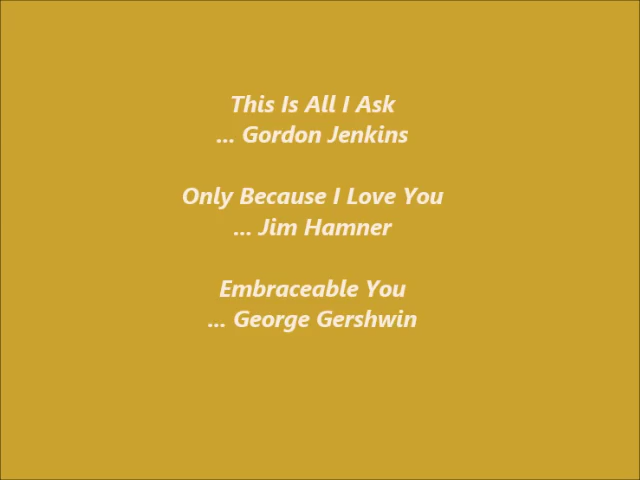 This Is All I Ask
... Gordon Jenkins
Only Because I Love You
... Jim Hamner
Embraceable You
... George Gershwin